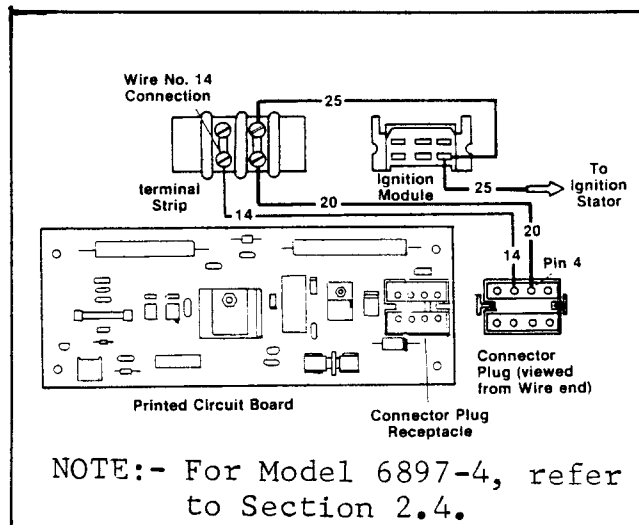 Wire No. 14
Connection
25
terminal
Strip
Ignition
Module
25
To
Ignition
Stator
14
20
14
20
Pin 4
Connector
Plug (viewed
from Wire end)
Printed Circuit Board
Connector Plug
Receptacle
NOTE:- For Model 6897-4, refer
to Section 2.4.